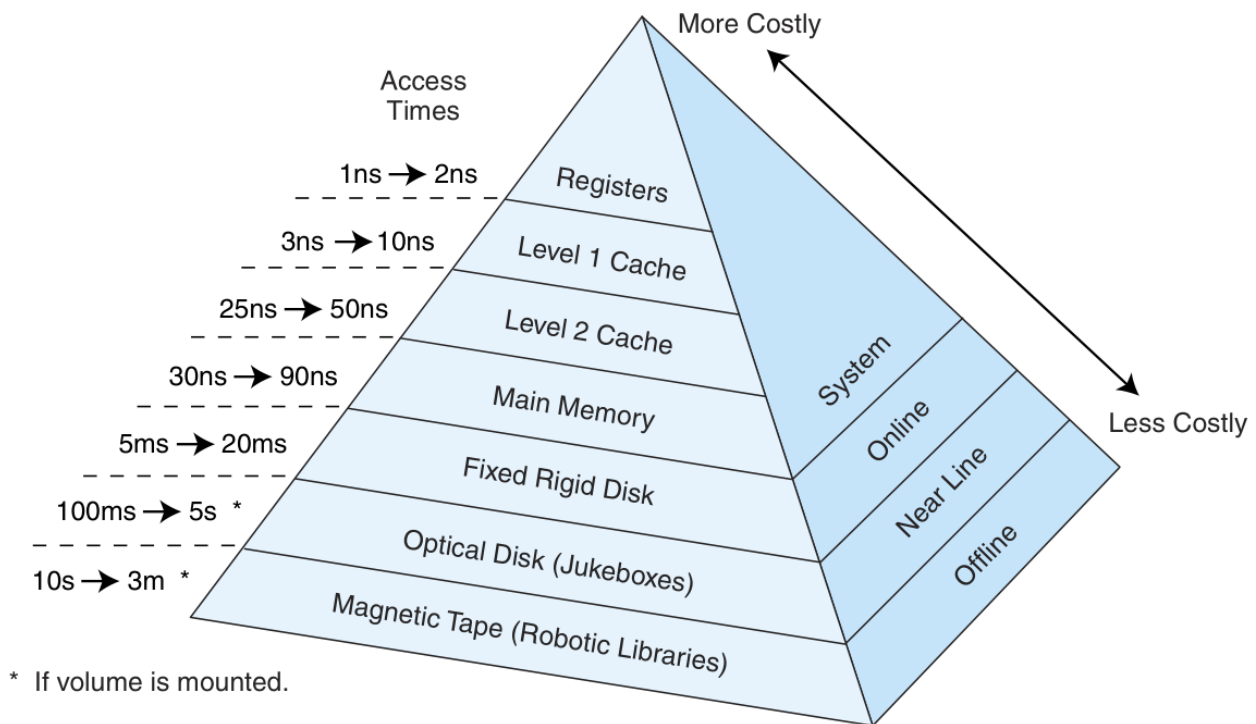 More Costly
Access
Times
1ns → 2ns
Registers
3ns → 10ns
Level 1 Cache
25ns → 50ns
Level 2 Cache
System
30ns → 90ns
Main Memory
Online
Less Costly
5ms → 20ms
Fixed Rigid Disk
Near Line
100ms → 5s *
Optical Disk (Jukeboxes)
Offline
10s → 3m *
Magnetic Tape (Robotic Libraries)
* If volume is mounted.